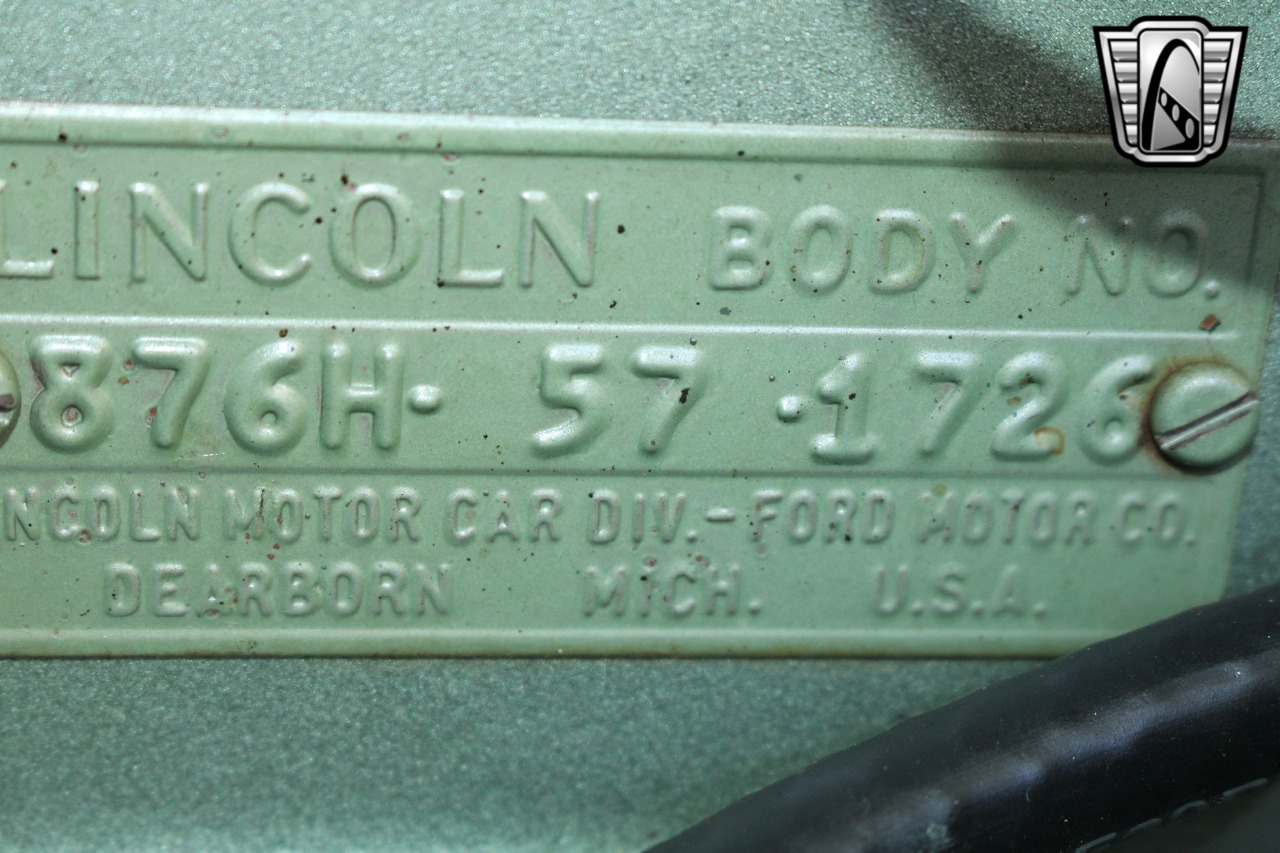 LINCOLN BODY NO.
876H· 57 ·1726
NCOLN MOTOR CAR DIV.-FORD MOTOR CO.
DEARBORN MICH. U.S.A.